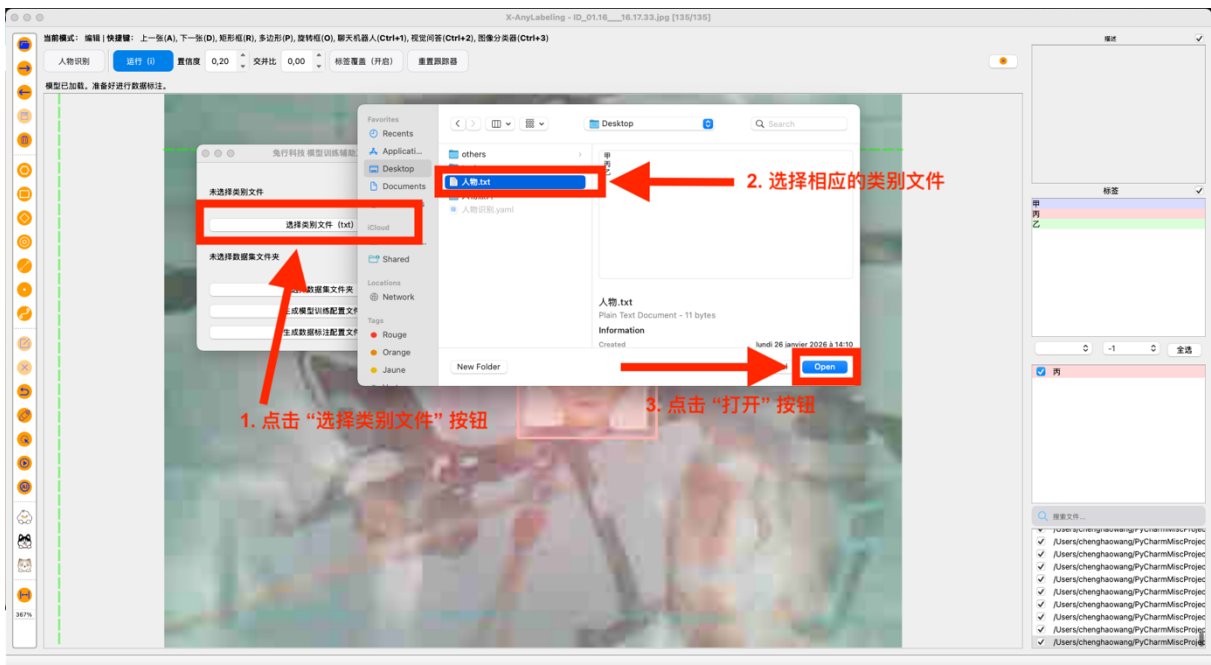 X-AnyLabeling - ID_01.16___16.17.33.jpg [135/135]
当前模式： 编辑 | 快捷键： 上一张(A), 下一张(D), 矩形框(R), 多边形(P), 旋转框(O), 聊天机器人(Ctrl+1), 视觉问答(Ctrl+2), 图像分类器(Ctrl+3)
人物识别 运行 (i) 置信度 0,20 交并比 0,00 标签覆盖（开启） 重置跟踪器
模型已加载。准备好进行数据标注。
兔行科技 模型训练辅助
未选择类别文件
选择类别文件（txt）
未选择数据集文件夹
数据集文件夹
生成模型训练配置文件
生成数据标注配置文件
Favorites
Recents
Applicati...
Desktop
Documents
iCloud
Shared
Locations
Network
Tags
Rouge
Orange
Jaune
Desktop
Search
others
人物.txt
人物识别.yaml
甲
丙
乙
人物.txt
Plain Text Document - 11 bytes
Information
Created lundi 26 janvier 2026 à 14:10
New Folder
Open
1. 点击 “选择类别文件” 按钮
2. 选择相应的类别文件
3. 点击 “打开” 按钮
描述
标签
甲
丙
乙
-1 全选
丙
搜索文件...
/Users/chenghaowang/PyCharmMiscProjec
/Users/chenghaowang/PyCharmMiscProjec
/Users/chenghaowang/PyCharmMiscProjec
/Users/chenghaowang/PyCharmMiscProjec
/Users/chenghaowang/PyCharmMiscProjec
/Users/chenghaowang/PyCharmMiscProjec
/Users/chenghaowang/PyCharmMiscProjec
/Users/chenghaowang/PyCharmMiscProjec
/Users/chenghaowang/PyCharmMiscProjec
/Users/chenghaowang/PyCharmMiscProjec
367%